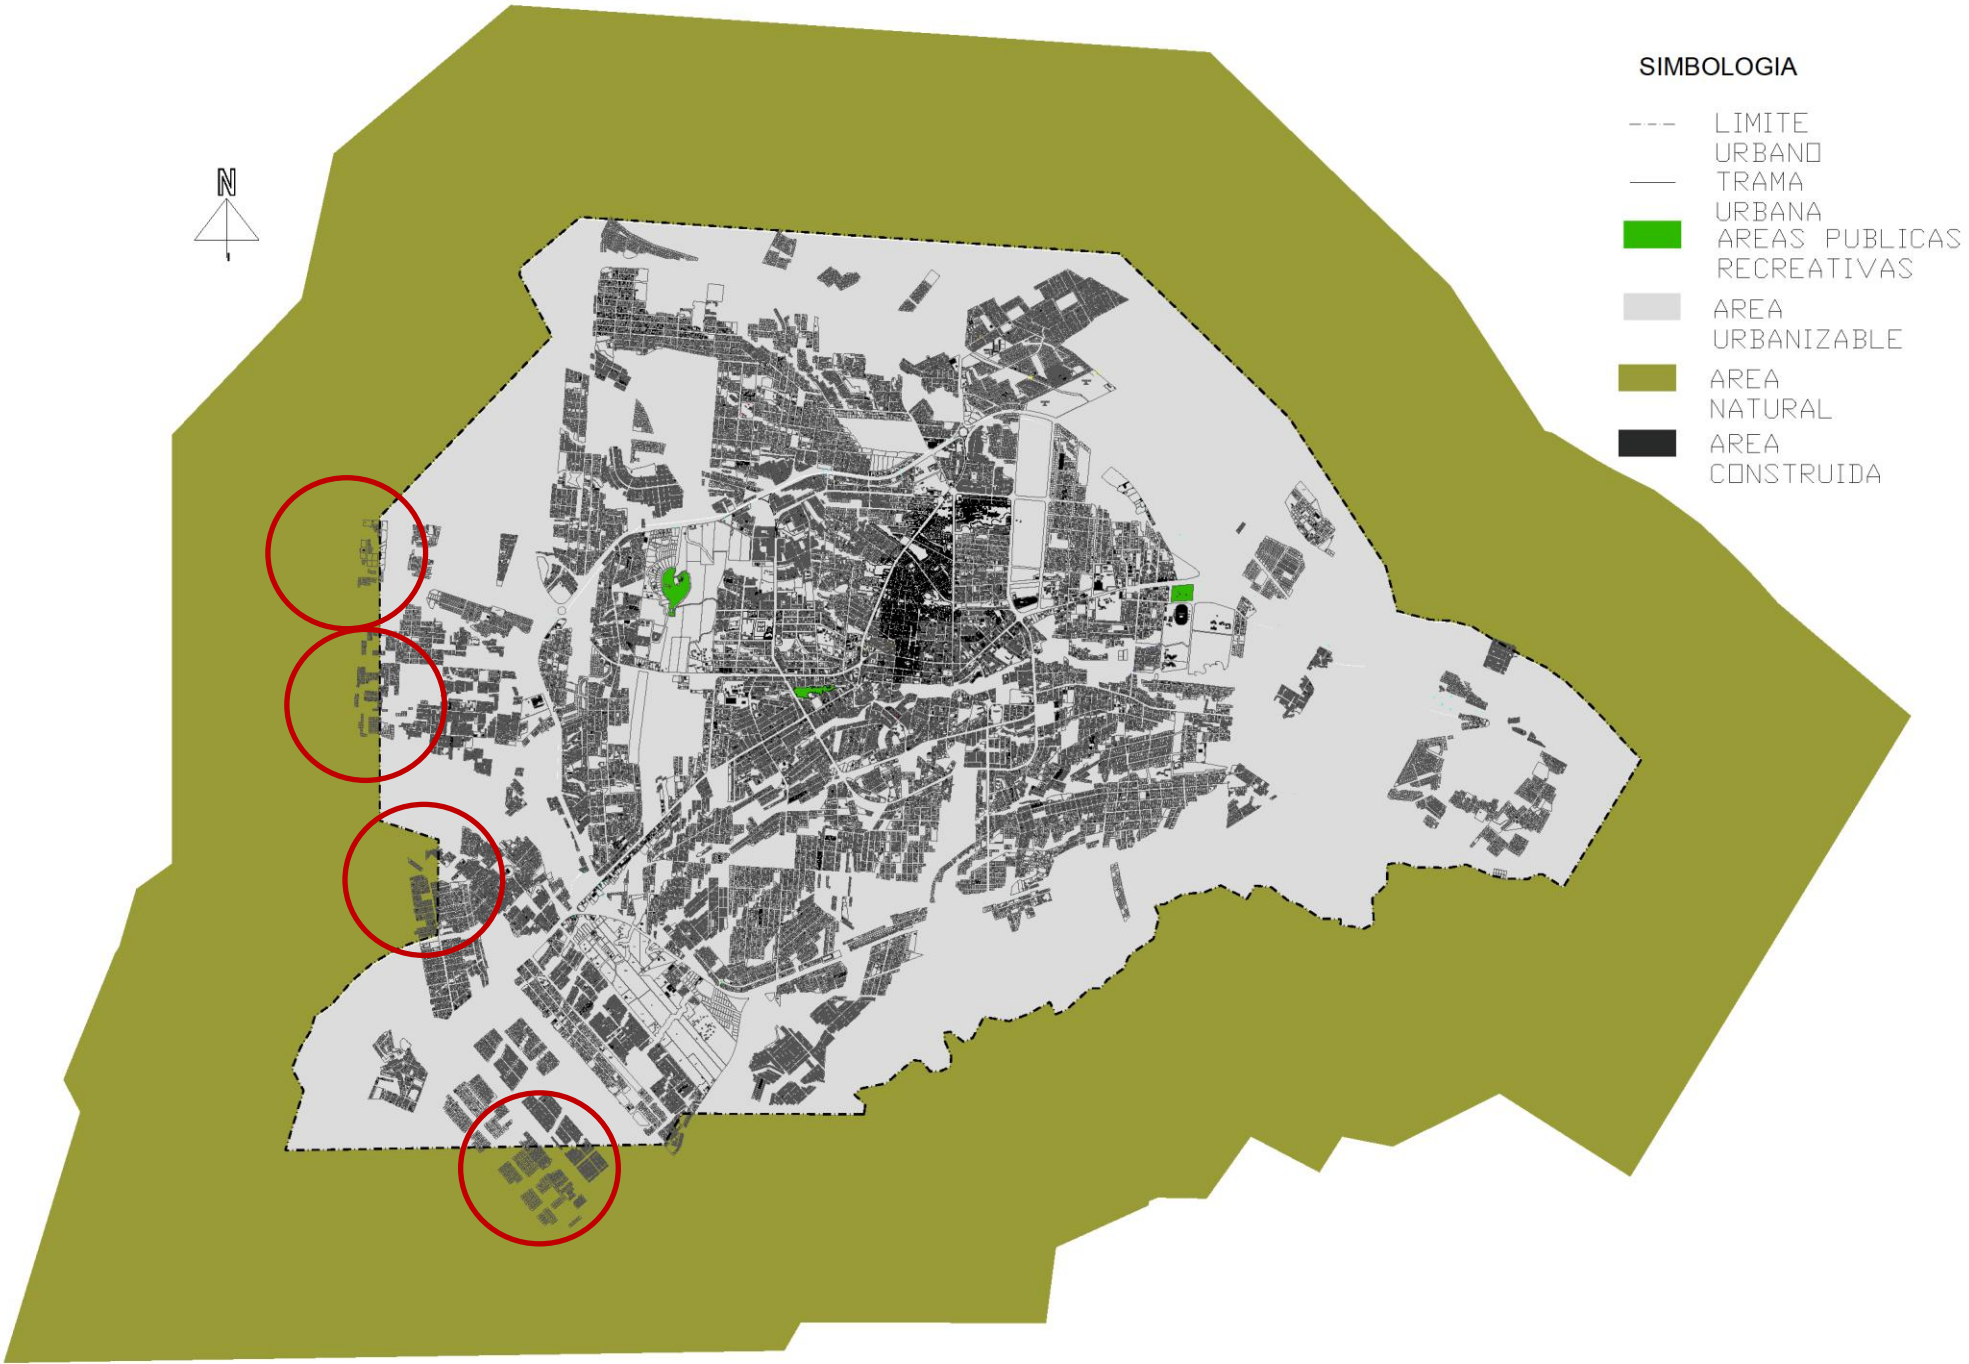 SIMBOLOGIA
N
LIMITE
URBANO
TRAMA
URBANA
AREAS PUBLICAS
RECREATIVAS
AREA
URBANIZABLE
AREA
NATURAL
AREA
CONSTRUIDA